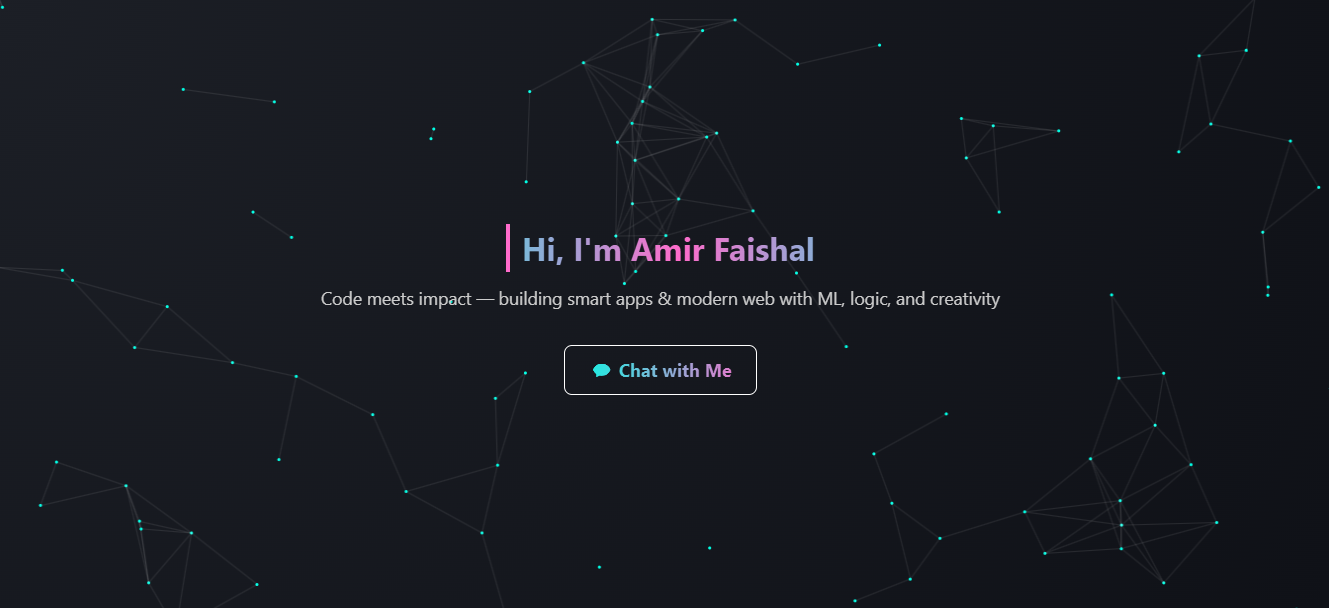 Hi, I'm Amir Faishal
Code meets impact — building smart apps & modern web with ML, logic, and creativity
Chat with Me